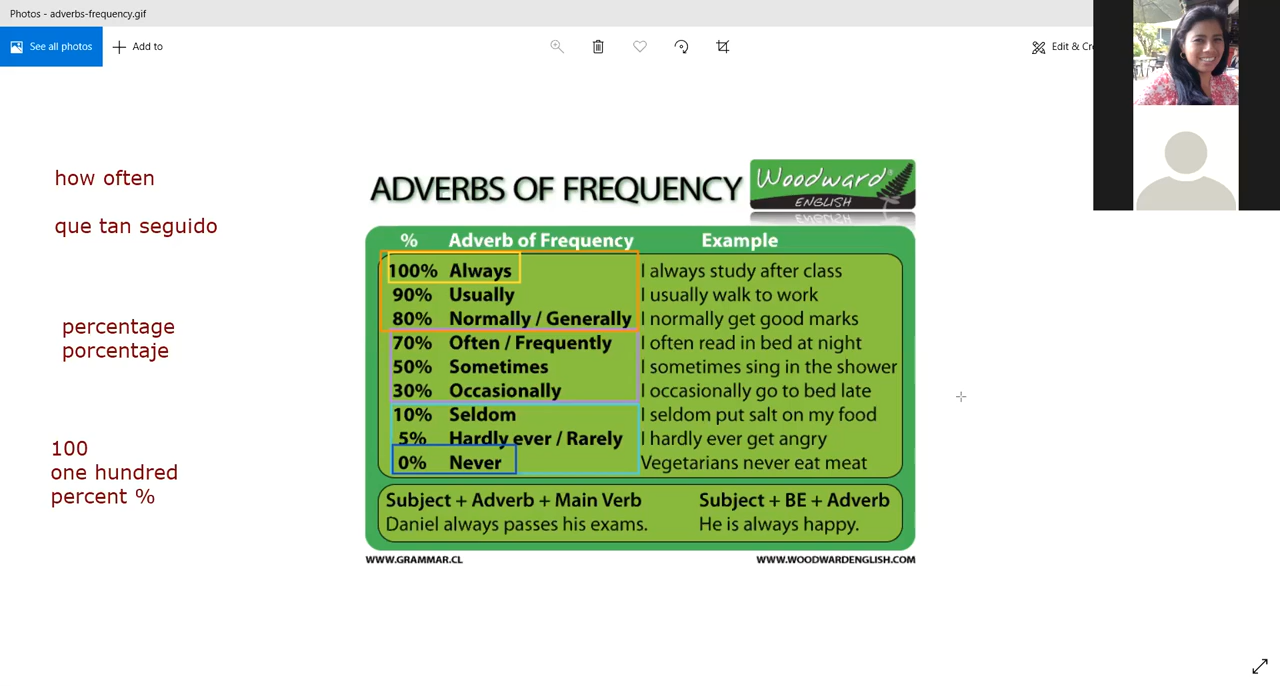 Photos - adverbs-frequency.gif
See all photos
Add to
Edit & Cr
how often
que tan seguido
percentage
porcentaje
100
one hundred
percent %
ADVERBS OF FREQUENCY
Woodward®
ENGLISH
% Adverb of Frequency Example
100% Always I always study after class
90% Usually I usually walk to work
80% Normally / Generally I normally get good marks
70% Often / Frequently I often read in bed at night
50% Sometimes I sometimes sing in the shower
30% Occasionally I occasionally go to bed late
10% Seldom I seldom put salt on my food
5% Hardly ever / Rarely I hardly ever get angry
0% Never Vegetarians never eat meat
Subject + Adverb + Main Verb Subject + BE + Adverb
Daniel always passes his exams. He is always happy.
WWW.GRAMMAR.CL WWW.WOODWARDENGLISH.COM